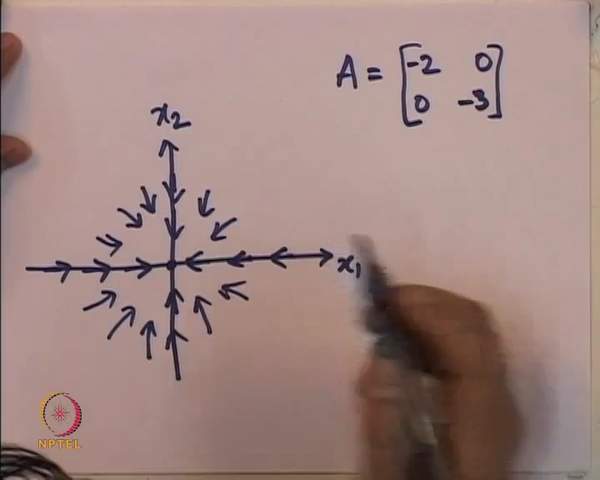 A = [-2 0
0 -3]
x₂
x₁
NPTEL